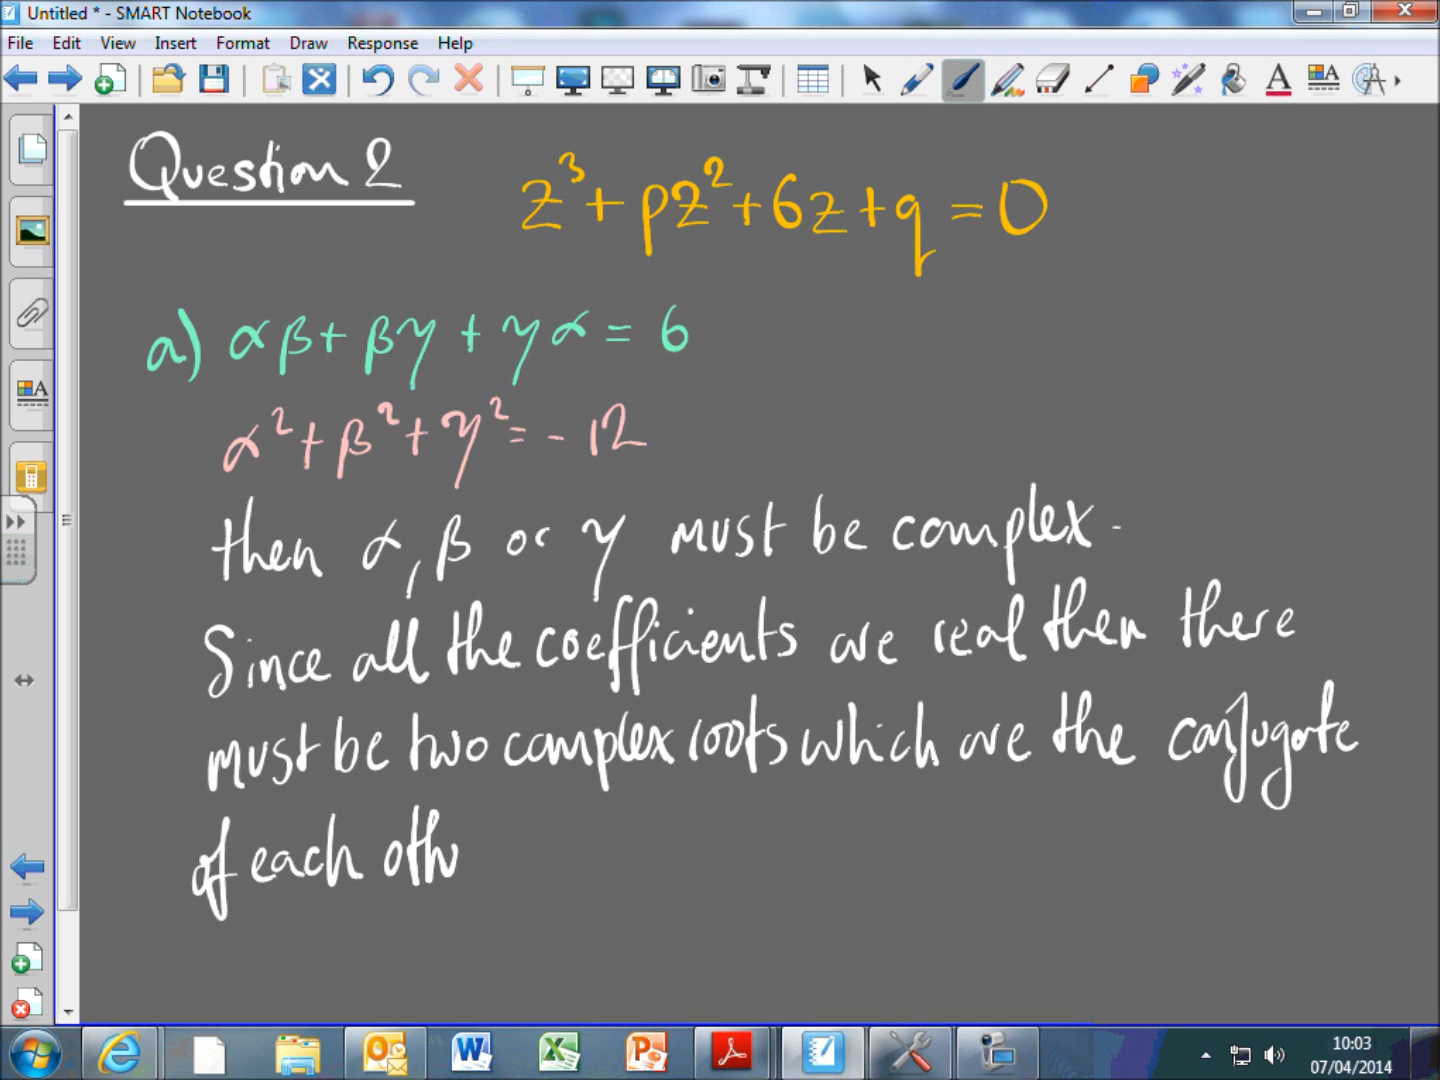 Untitled * - SMART Notebook
File Edit View Insert Format Draw Response Help
Question 2
z³ + pz² + 6z + q = 0
a) αβ + βγ + γα = 6
α² + β² + γ² = - 12
then α, β or γ must be complex.
Since all the coefficients are real then there
must be two complex roots which are the conjugate
of each oth
10:03
07/04/2014